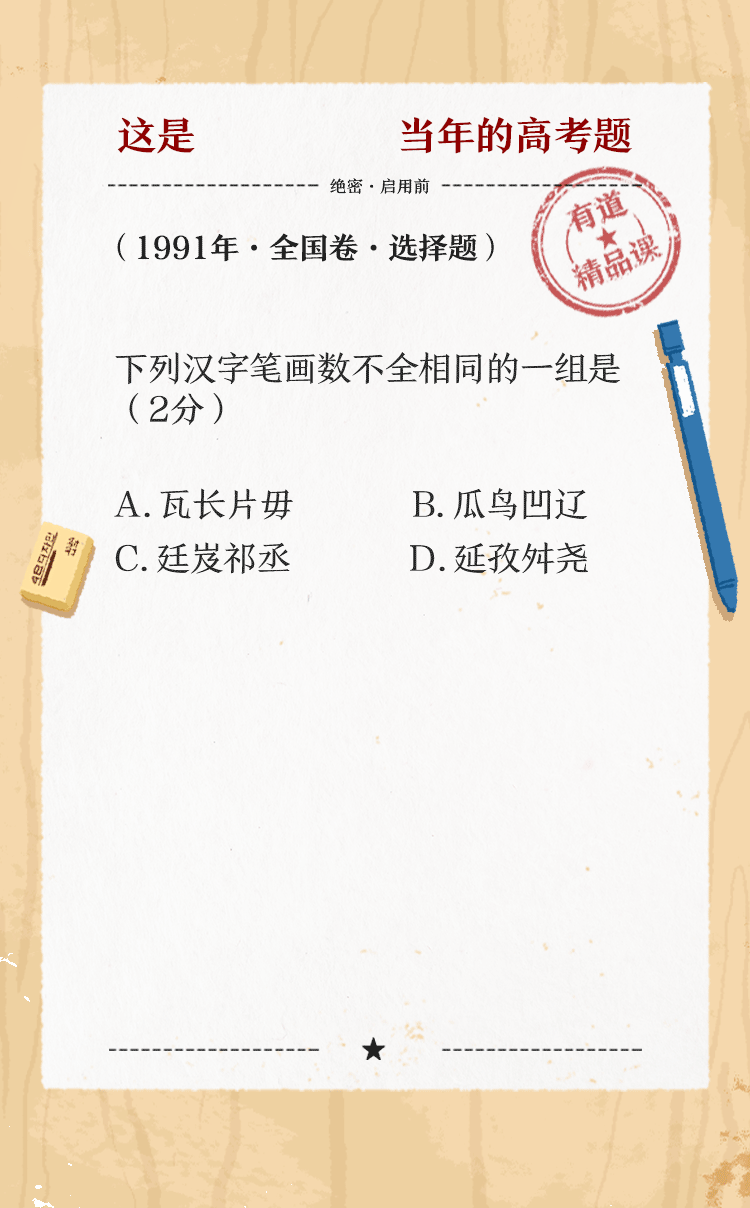 这是 当年的高考题
绝密·启用前
有道
精品课
（1991年·全国卷·选择题）
下列汉字笔画数不全相同的一组是
（2分）
A. 瓦长片毋 B. 瓜鸟凹辽
C. 廷岌祁丞 D. 延孜舛尧